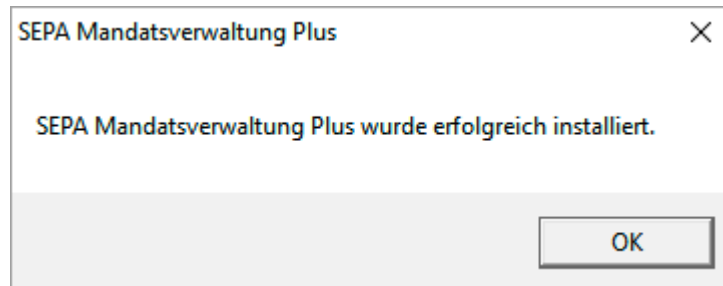 SEPA Mandatsverwaltung Plus
SEPA Mandatsverwaltung Plus wurde erfolgreich installiert.
OK